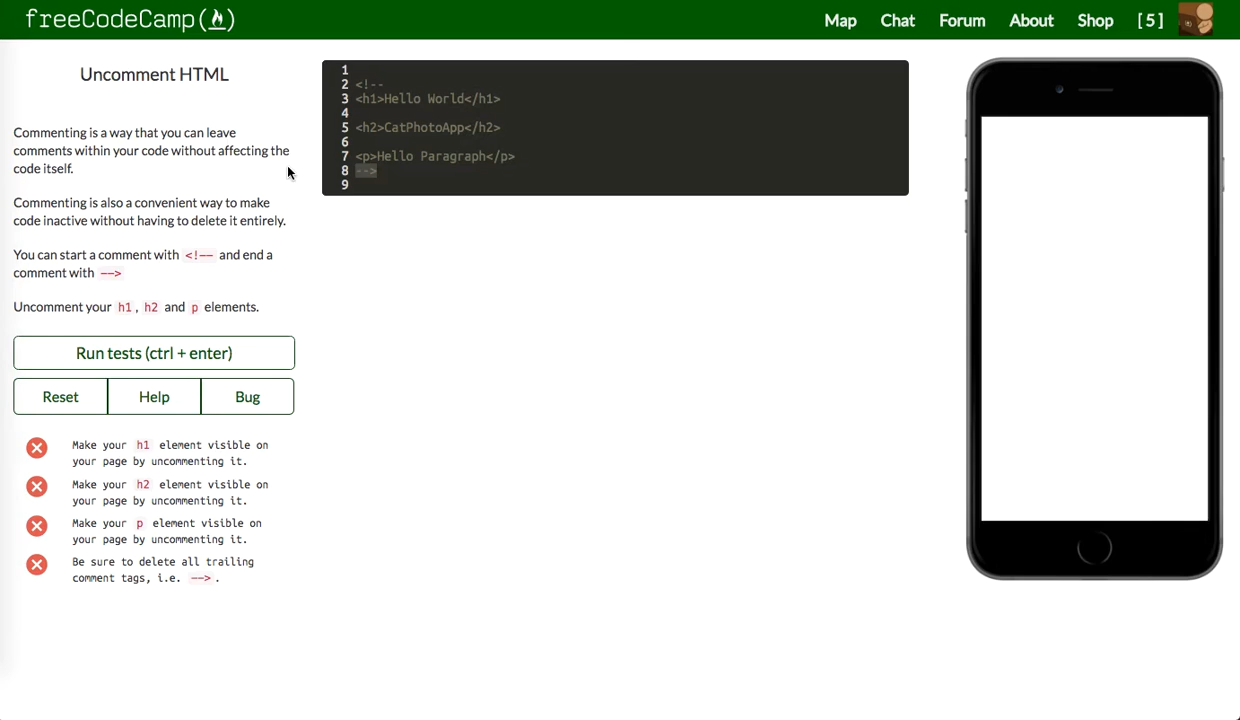 freeCodeCamp(🔥)
Map Chat Forum About Shop [ 5 ]
Uncomment HTML
Commenting is a way that you can leave
comments within your code without affecting the
code itself.
Commenting is also a convenient way to make
code inactive without having to delete it entirely.
You can start a comment with <!-- and end a
comment with -->
Uncomment your h1, h2 and p elements.
Run tests (ctrl + enter)
Reset Help Bug
Make your h1 element visible on
your page by uncommenting it.
Make your h2 element visible on
your page by uncommenting it.
Make your p element visible on
your page by uncommenting it.
Be sure to delete all trailing
comment tags, i.e. -->.
1
2 <!--
3 <h1>Hello World</h1>
4
5 <h2>CatPhotoApp</h2>
6
7 <p>Hello Paragraph</p>
8 -->
9